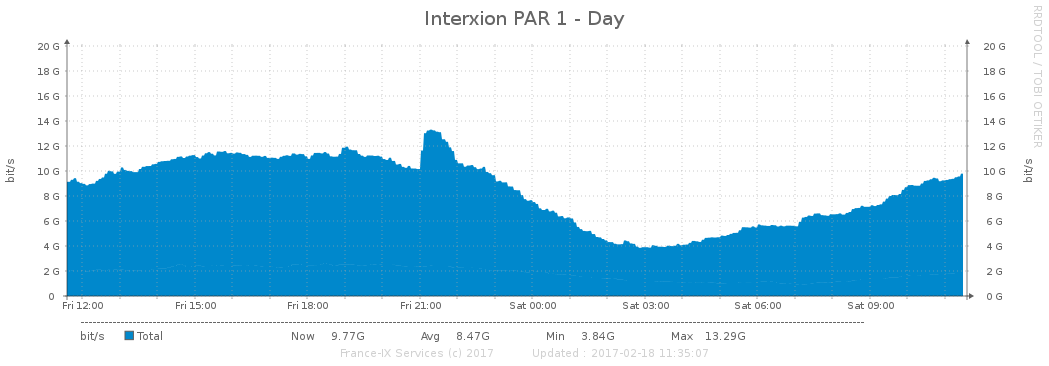 Interxion PAR 1 - Day
RRDTOOL / TOBI OETIKER
bit/s
bit/s
20 G 20 G
18 G 18 G
16 G 16 G
14 G 14 G
12 G 12 G
10 G 10 G
8 G 8 G
6 G 6 G
4 G 4 G
2 G 2 G
0 0 G
Fri 12:00 Fri 15:00 Fri 18:00 Fri 21:00 Sat 00:00 Sat 03:00 Sat 06:00 Sat 09:00
bit/s Total Now 9.77G Avg 8.47G Min 3.84G Max 13.29G
France-IX Services (c) 2017 Updated : 2017-02-18 11:35:07